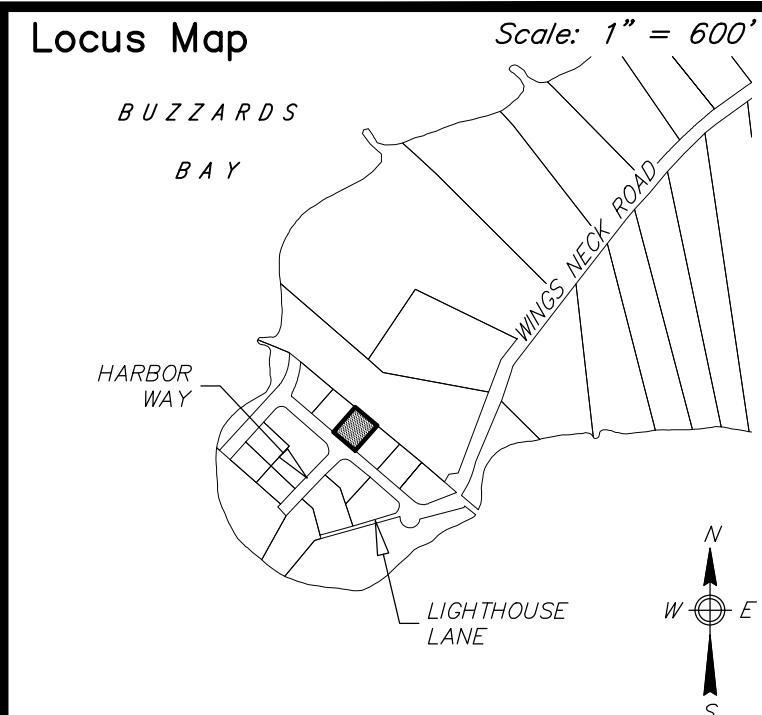 Locus Map
Scale: 1" = 600'
BUZZARDS
BAY
WINGS NECK ROAD
HARBOR
WAY
LIGHTHOUSE
LANE
N
W E
S